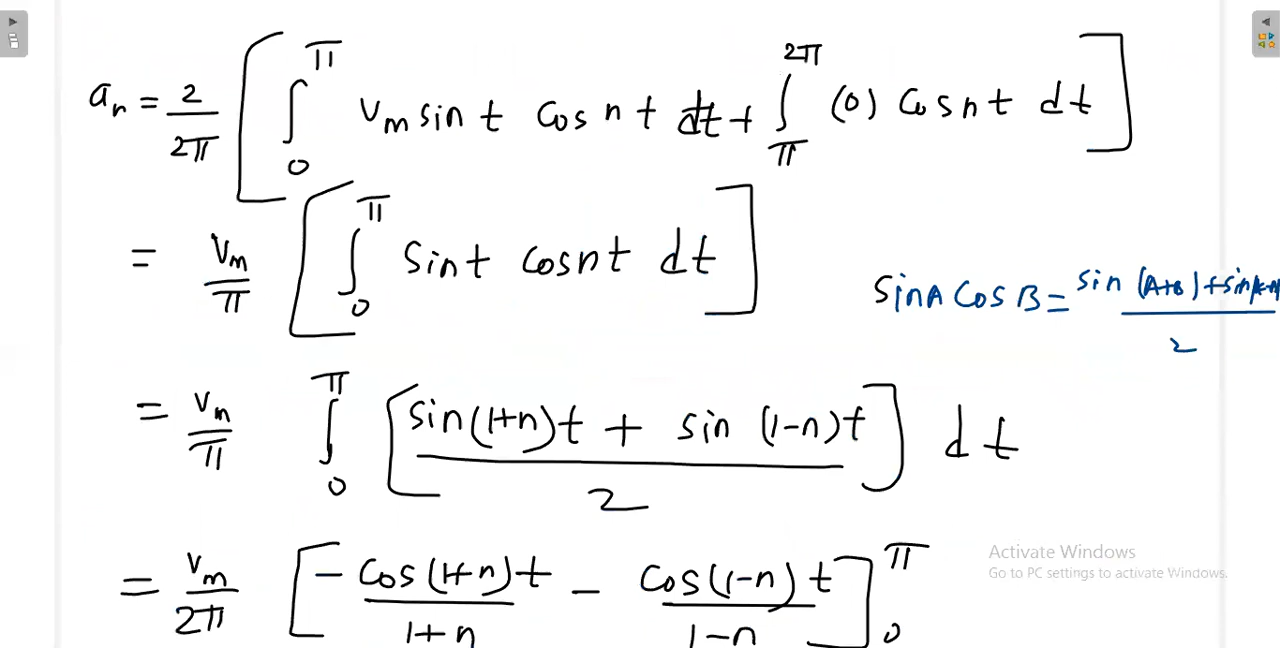 aₙ = 2/2π [ ∫₀^π Vₘ sin t cos nt dt + ∫_π^2π (0) cos nt dt ]
= Vₘ/π [ ∫₀^π sin t cos nt dt ]
sin A cos B = sin (A+B) + sin(A-B) / 2
= Vₘ/π ∫₀^π [ sin(1+n)t + sin (1-n)t / 2 ] dt
Activate Windows
Go to PC settings to activate Windows.
= Vₘ/2π [ - cos(1+n)t / 1+n - cos(1-n)t / 1-n ]₀^π